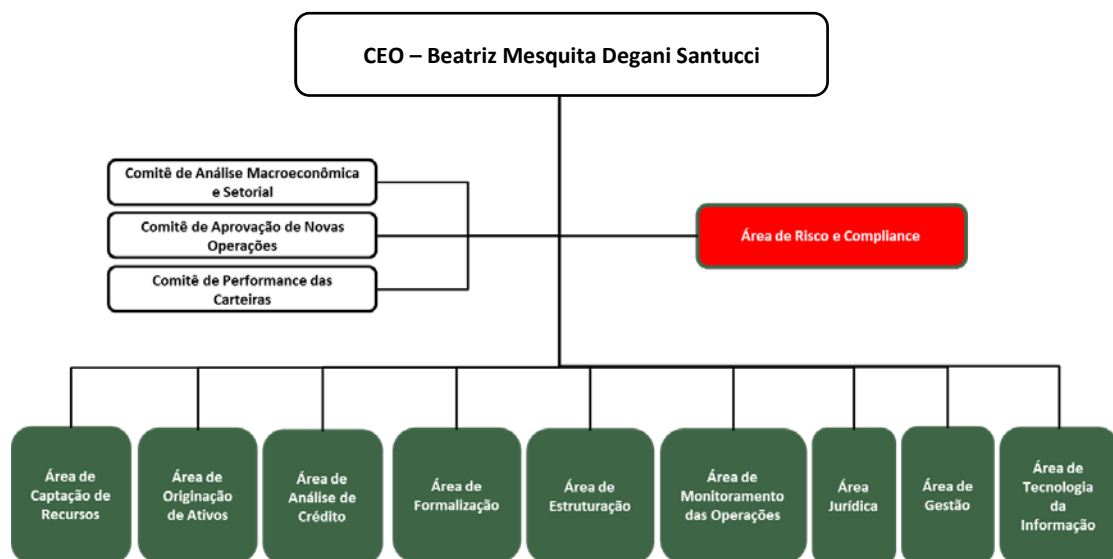 CEO – Beatriz Mesquita Degani Santucci
Comitê de Análise Macroeconômica
e Setorial
Comitê de Aprovação de Novas
Operações
Comitê de Performance das
Carteiras
Área de Risco e Compliance
Área de
Captação de
Recursos
Área de
Originação
de Ativos
Área de
Análise de
Crédito
Área de
Formalização
Área de
Estruturação
Área de
Monitoramento
das Operações
Área
Jurídica
Área de
Gestão
Área de
Tecnologia
da
Informação